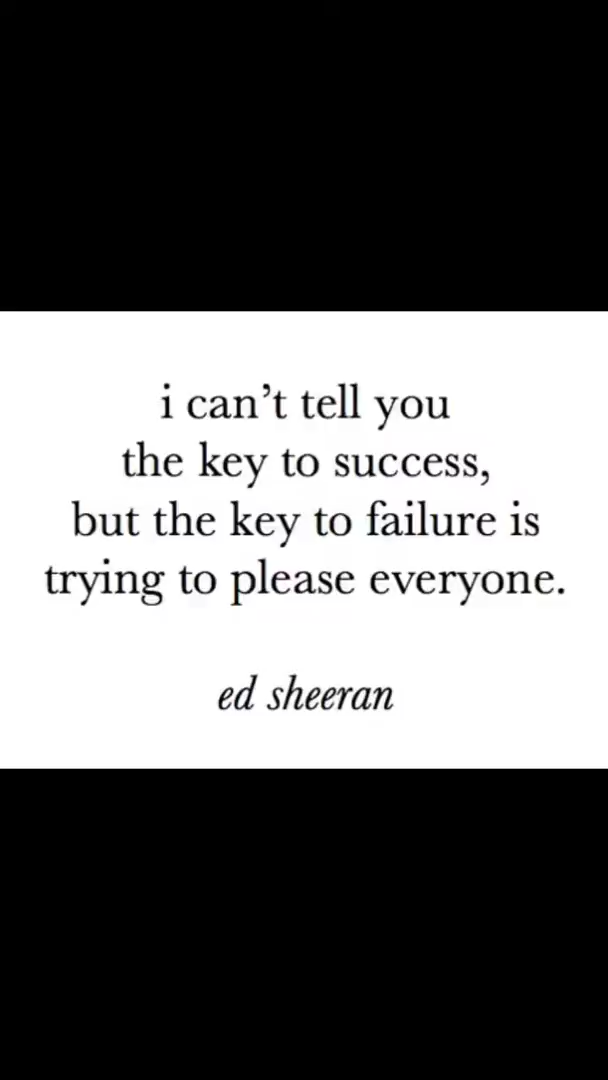 i can’t tell you
the key to success,
but the key to failure is
trying to please everyone.
ed sheeran